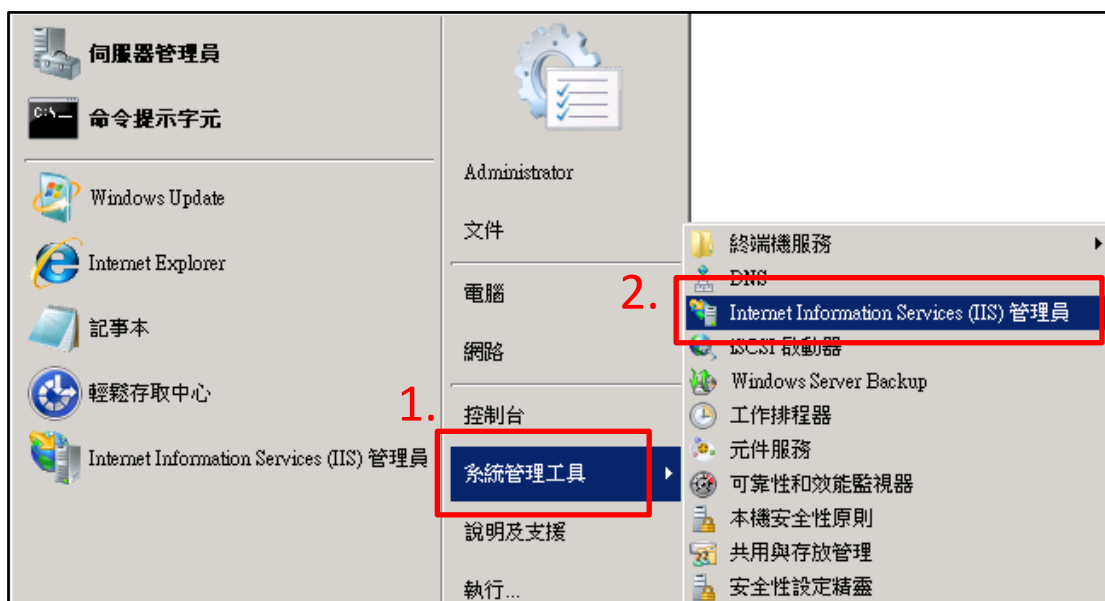 伺服器管理員
命令提示字元
Windows Update
Internet Explorer
記事本
輕鬆存取中心
Internet Information Services (IIS) 管理員
Administrator
文件
電腦
網路
1.
控制台
系統管理工具
說明及支援
執行...
終端機服務
DNS
2.
Internet Information Services (IIS) 管理員
iSCSI 啟動器
Windows Server Backup
工作排程器
元件服務
可靠性和效能監視器
本機安全性原則
共用與存放管理
安全性設定精靈